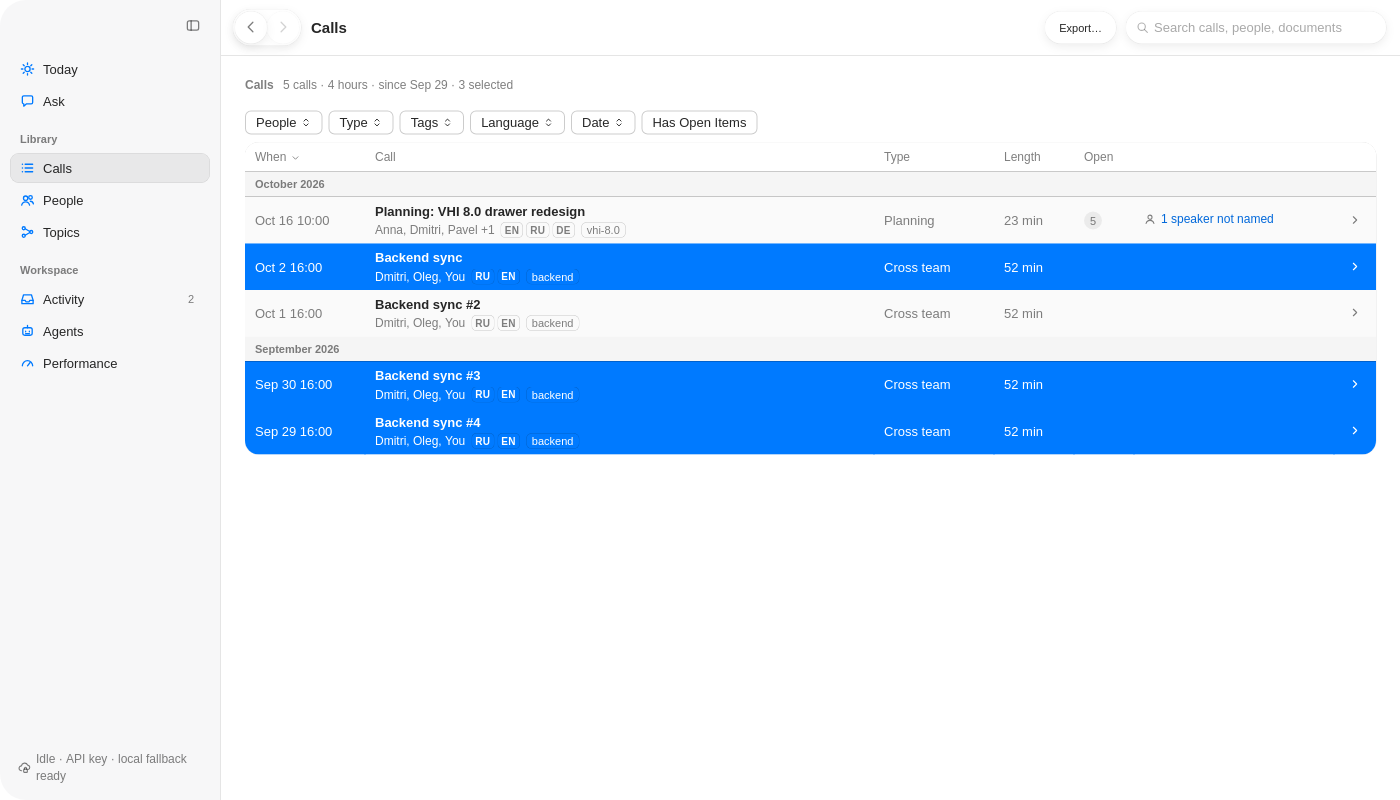 Calls
Export…
Search calls, people, documents
Today
Ask
Library
Calls
People
Topics
Workspace
Activity 2
Agents
Performance
Idle · API key · local fallback
ready
Calls 5 calls · 4 hours · since Sep 29 · 3 selected
People Type Tags Language Date Has Open Items
When Call Type Length Open
October 2026
Planning: VHI 8.0 drawer redesign
Oct 16 10:00 Planning 23 min 5 1 speaker not named
Anna, Dmitri, Pavel +1 EN RU DE vhi-8.0
Backend sync
Oct 2 16:00 Cross team 52 min
Dmitri, Oleg, You RU EN backend
Backend sync #2
Oct 1 16:00 Cross team 52 min
Dmitri, Oleg, You RU EN backend
September 2026
Backend sync #3
Sep 30 16:00 Cross team 52 min
Dmitri, Oleg, You RU EN backend
Backend sync #4
Sep 29 16:00 Cross team 52 min
Dmitri, Oleg, You RU EN backend